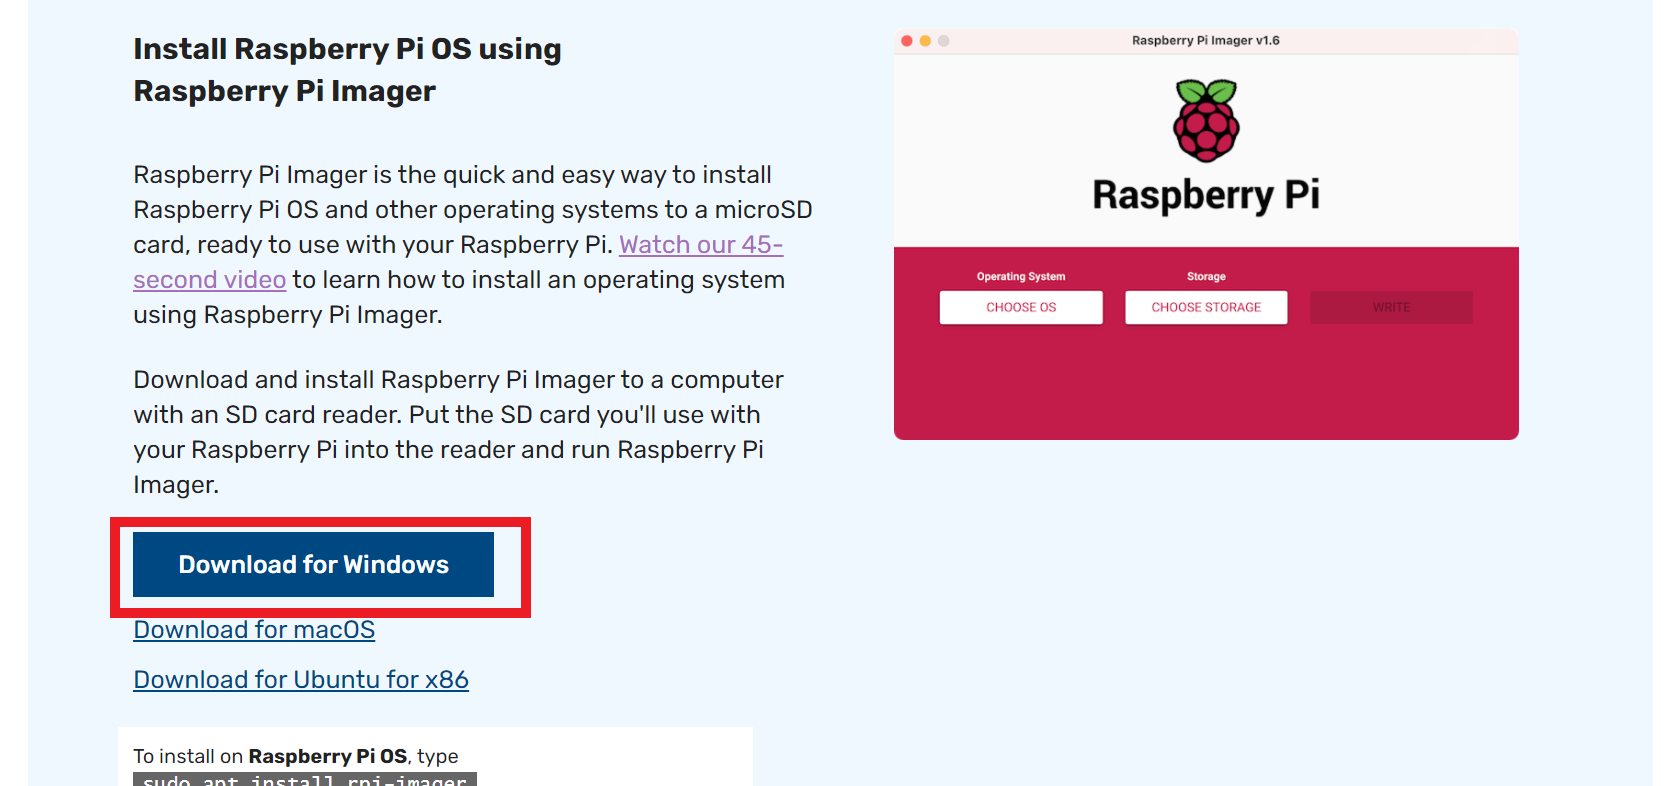 Install Raspberry Pi OS using
Raspberry Pi Imager
Raspberry Pi Imager is the quick and easy way to install
Raspberry Pi OS and other operating systems to a microSD
card, ready to use with your Raspberry Pi. Watch our 45-
second video to learn how to install an operating system
using Raspberry Pi Imager.
Download and install Raspberry Pi Imager to a computer
with an SD card reader. Put the SD card you'll use with
your Raspberry Pi into the reader and run Raspberry Pi
Imager.
Download for Windows
Download for macOS
Download for Ubuntu for x86
To install on Raspberry Pi OS, type
sudo apt install rpi-imager
Raspberry Pi Imager v1.6
Raspberry Pi
Operating System
Storage
CHOOSE OS
CHOOSE STORAGE
WRITE